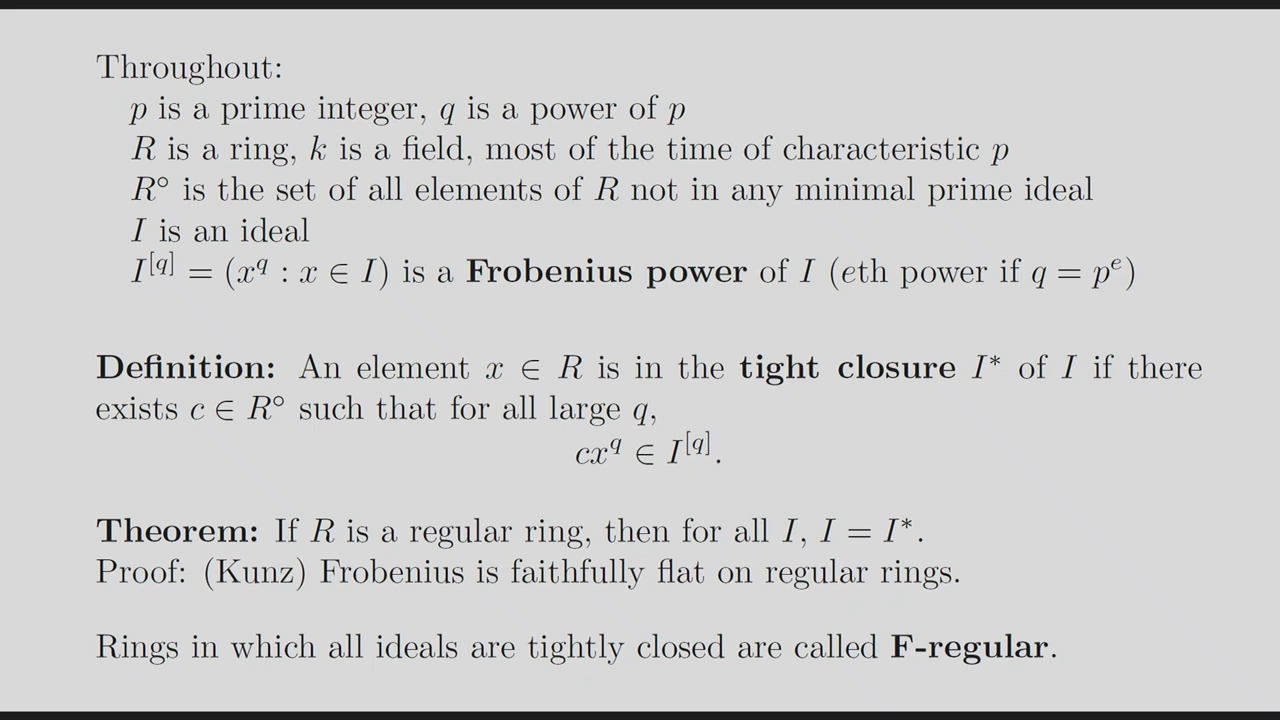 Throughout:
p is a prime integer, q is a power of p
R is a ring, k is a field, most of the time of characteristic p
R° is the set of all elements of R not in any minimal prime ideal
I is an ideal
I^{[q]} = (x^q : x ∈ I) is a Frobenius power of I (eth power if q = p^e)
Definition: An element x ∈ R is in the tight closure I* of I if there
exists c ∈ R° such that for all large q,
cx^q ∈ I^{[q]}.
Theorem: If R is a regular ring, then for all I, I = I*.
Proof: (Kunz) Frobenius is faithfully flat on regular rings.
Rings in which all ideals are tightly closed are called F-regular.